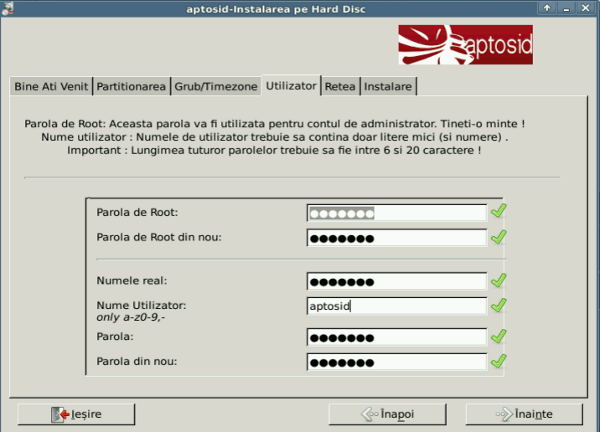 aptosid-Instalarea pe Hard Disc
aptosid
Bine Ati Venit Partitionarea Grub/Timezone Utilizator Retea Instalare
Parola de Root: Aceasta parola va fi utilizata pentru contul de administrator. Tineti-o minte !
Nume utilizator : Numele de utilizator trebuie sa contina doar litere mici (si numere) .
Important : Lungimea tuturor parolelor trebuie sa fie intre 6 si 20 caractere !
Parola de Root: ●●●●●●●
Parola de Root din nou: ●●●●●●●
Numele real: ●●●●●●●
Nume Utilizator: aptosid
only a-z0-9,-
Parola: ●●●●●●●
Parola din nou: ●●●●●●●
Ieșire Înapoi Înainte